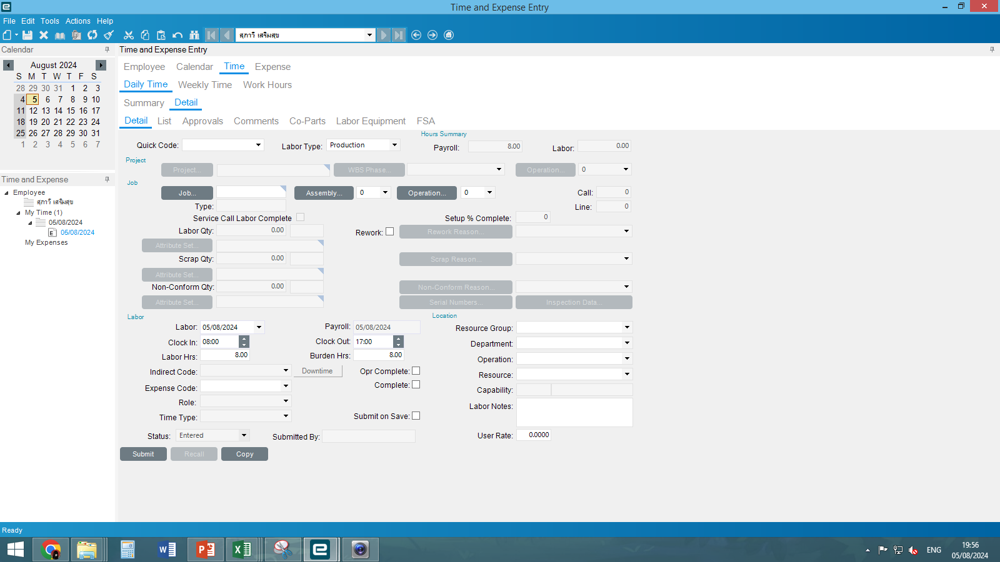 Time and Expense Entry
File Edit Tools Actions Help
สุภาวิ เสริมสุข
Calendar
Time and Expense Entry
August 2024
S M T W T F S
28 29 30 31 1 2 3
4 5 6 7 8 9 10
11 12 13 14 15 16 17
18 19 20 21 22 23 24
25 26 27 28 29 30 31
1 2 3 4 5 6 7
Time and Expense
Employee
สุภาวิ เสริมสุข
My Time (1)
05/08/2024
E 05/08/2024
My Expenses
Employee Calendar Time Expense
Daily Time Weekly Time Work Hours
Summary Detail
Detail List Approvals Comments Co-Parts Labor Equipment FSA
Hours Summary
Quick Code: Labor Type: Production Payroll: 8.00 Labor: 0.00
Project
Project... WBS Phase... Operation... 0
Job
Job... Assembly... 0 Operation... 0 Call: 0
Type: Line: 0
Service Call Labor Complete Setup % Complete: 0
Labor Qty: 0.00 Rework: Rework Reason...
Attribute Set...
Scrap Qty: 0.00 Scrap Reason...
Attribute Set...
Non-Conform Qty: 0.00 Non-Conform Reason...
Attribute Set... Serial Numbers... Inspection Data...
Labor Location
Labor: 05/08/2024 Payroll: 05/08/2024 Resource Group:
Clock In: 08:00 Clock Out: 17:00 Department:
Labor Hrs: 8.00 Burden Hrs: 8.00 Operation:
Indirect Code: Downtime Opr Complete: Resource:
Expense Code: Complete: Capability:
Role: Labor Notes:
Time Type: Submit on Save:
Status: Entered Submitted By: User Rate: 0.0000
Submit Recall Copy
Ready
ENG
19:56
05/08/2024